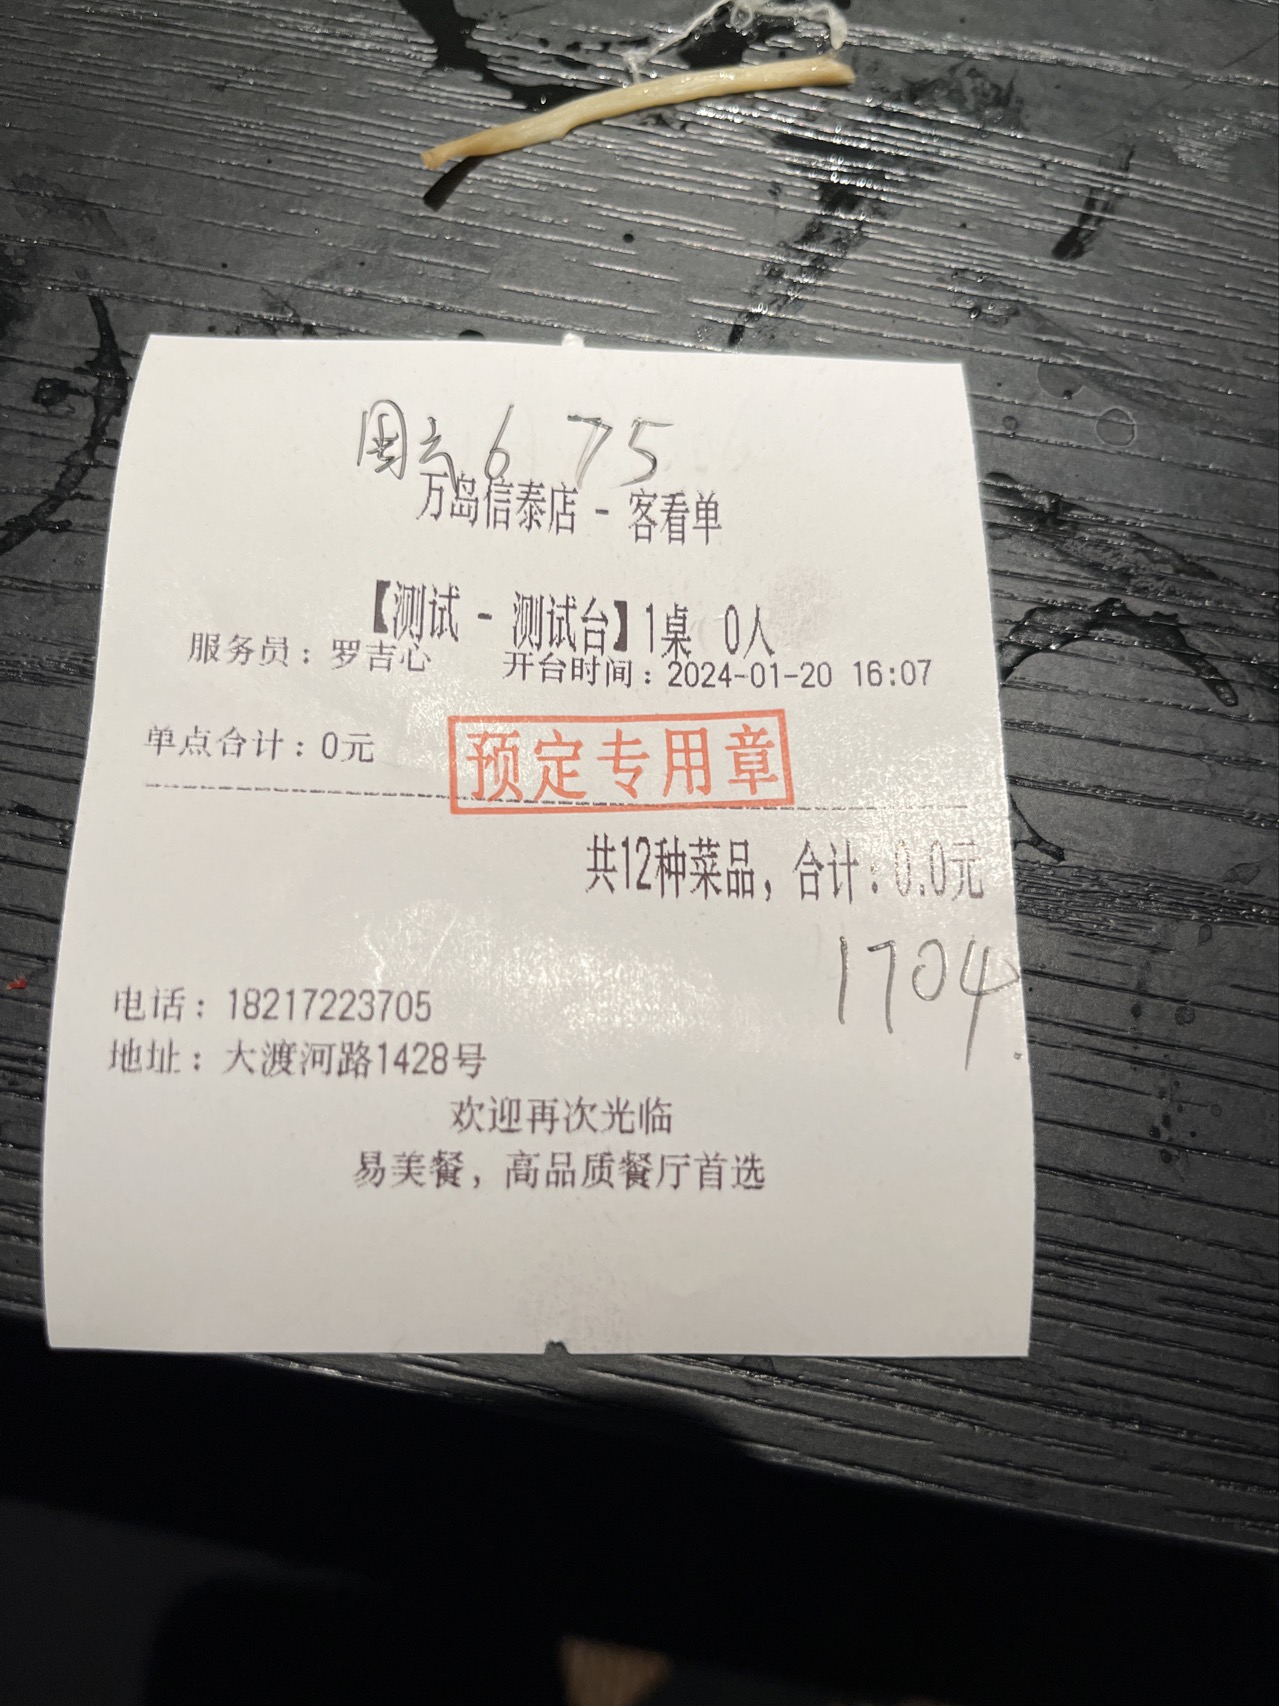 周六 6 75
万岛信泰店 - 客看单
【测试 - 测试台】1桌 0人
服务员：罗吉心 开台时间：2024-01-20 16:07
单点合计：0元
预定专用章
共12种菜品，合计：0.0元
1704
电话：18217223705
地址：大渡河路1428号
欢迎再次光临
易美餐，高品质餐厅首选